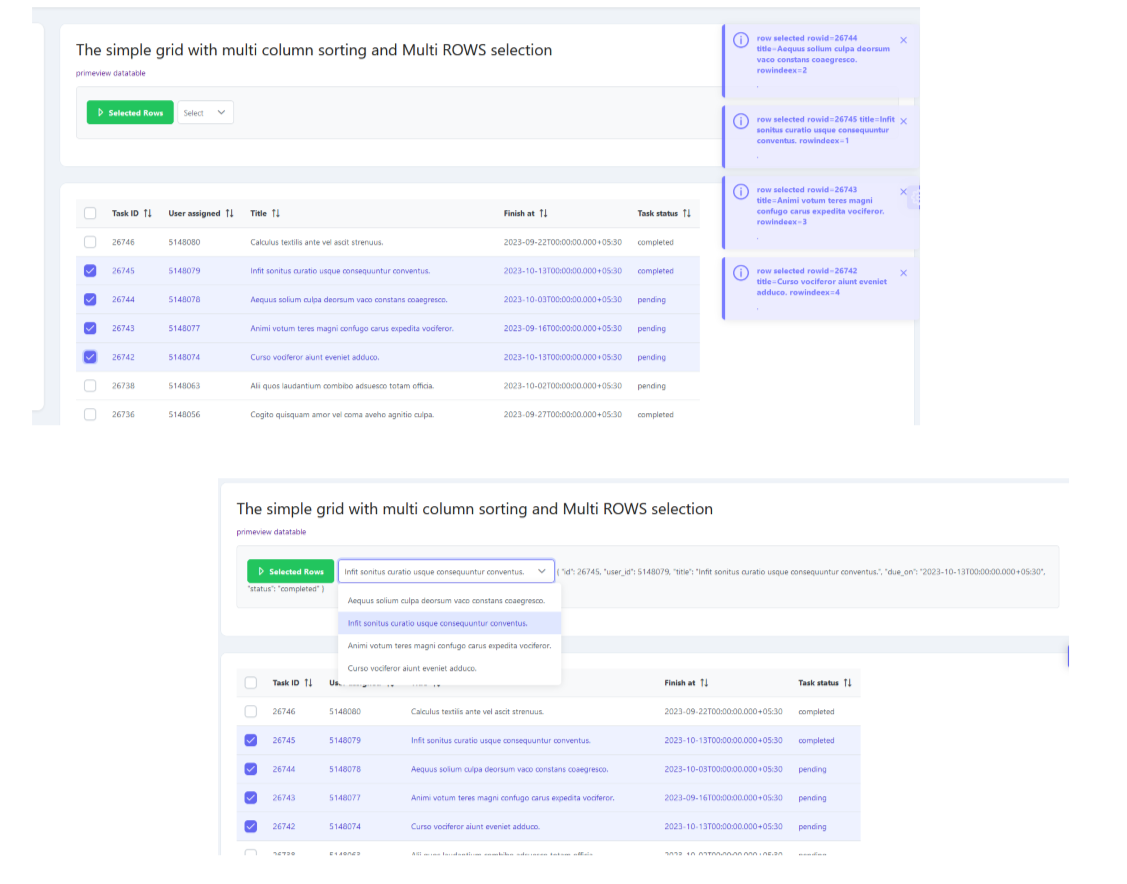 The simple grid with multi column sorting and Multi ROWS selection
primeview datatable
Selected Rows Select
row selected rowid=26744
title=Aequus solium culpa deorsum
vaco constans coaegresco.
rowindeex=2
.
row selected rowid=26745 title=Infit
sonitus curatio usque consequuntur
conventus. rowindeex=1
.
row selected rowid=26743
title=Animi votum teres magni
confugo carus expedita vociferor.
rowindeex=3
.
row selected rowid=26742
title=Curso vociferor aiunt eveniet
adduco. rowindeex=4
.
Task ID User assigned Title Finish at Task status
26746 5148080 Calculus textilis ante vel ascit strenuus. 2023-09-22T00:00:00.000+05:30 completed
26745 5148079 Infit sonitus curatio usque consequuntur conventus. 2023-10-13T00:00:00.000+05:30 completed
26744 5148078 Aequus solium culpa deorsum vaco constans coaegresco. 2023-10-03T00:00:00.000+05:30 pending
26743 5148077 Animi votum teres magni confugo carus expedita vociferor. 2023-09-16T00:00:00.000+05:30 pending
26742 5148074 Curso vociferor aiunt eveniet adduco. 2023-10-13T00:00:00.000+05:30 pending
26738 5148063 Alii quos laudantium combibo adsuesco totam officia. 2023-10-02T00:00:00.000+05:30 pending
26736 5148056 Cogito quisquam amor vel coma aveho agnitio culpa. 2023-09-27T00:00:00.000+05:30 completed
The simple grid with multi column sorting and Multi ROWS selection
primeview datatable
Selected Rows Infit sonitus curatio usque consequuntur conventus. { "id": 26745, "user_id": 5148079, "title": "Infit sonitus curatio usque consequuntur conventus.", "due_on": "2023-10-13T00:00:00.000+05:30",
"status": "completed" }
Aequus solium culpa deorsum vaco constans coaegresco.
Infit sonitus curatio usque consequuntur conventus.
Animi votum teres magni confugo carus expedita vociferor.
Curso vociferor aiunt eveniet adduco.
Task ID Finish at Task status
26746 5148080 Calculus textilis ante vel ascit strenuus. 2023-09-22T00:00:00.000+05:30 completed
26745 5148079 Infit sonitus curatio usque consequuntur conventus. 2023-10-13T00:00:00.000+05:30 completed
26744 5148078 Aequus solium culpa deorsum vaco constans coaegresco. 2023-10-03T00:00:00.000+05:30 pending
26743 5148077 Animi votum teres magni confugo carus expedita vociferor. 2023-09-16T00:00:00.000+05:30 pending
26742 5148074 Curso vociferor aiunt eveniet adduco. 2023-10-13T00:00:00.000+05:30 pending